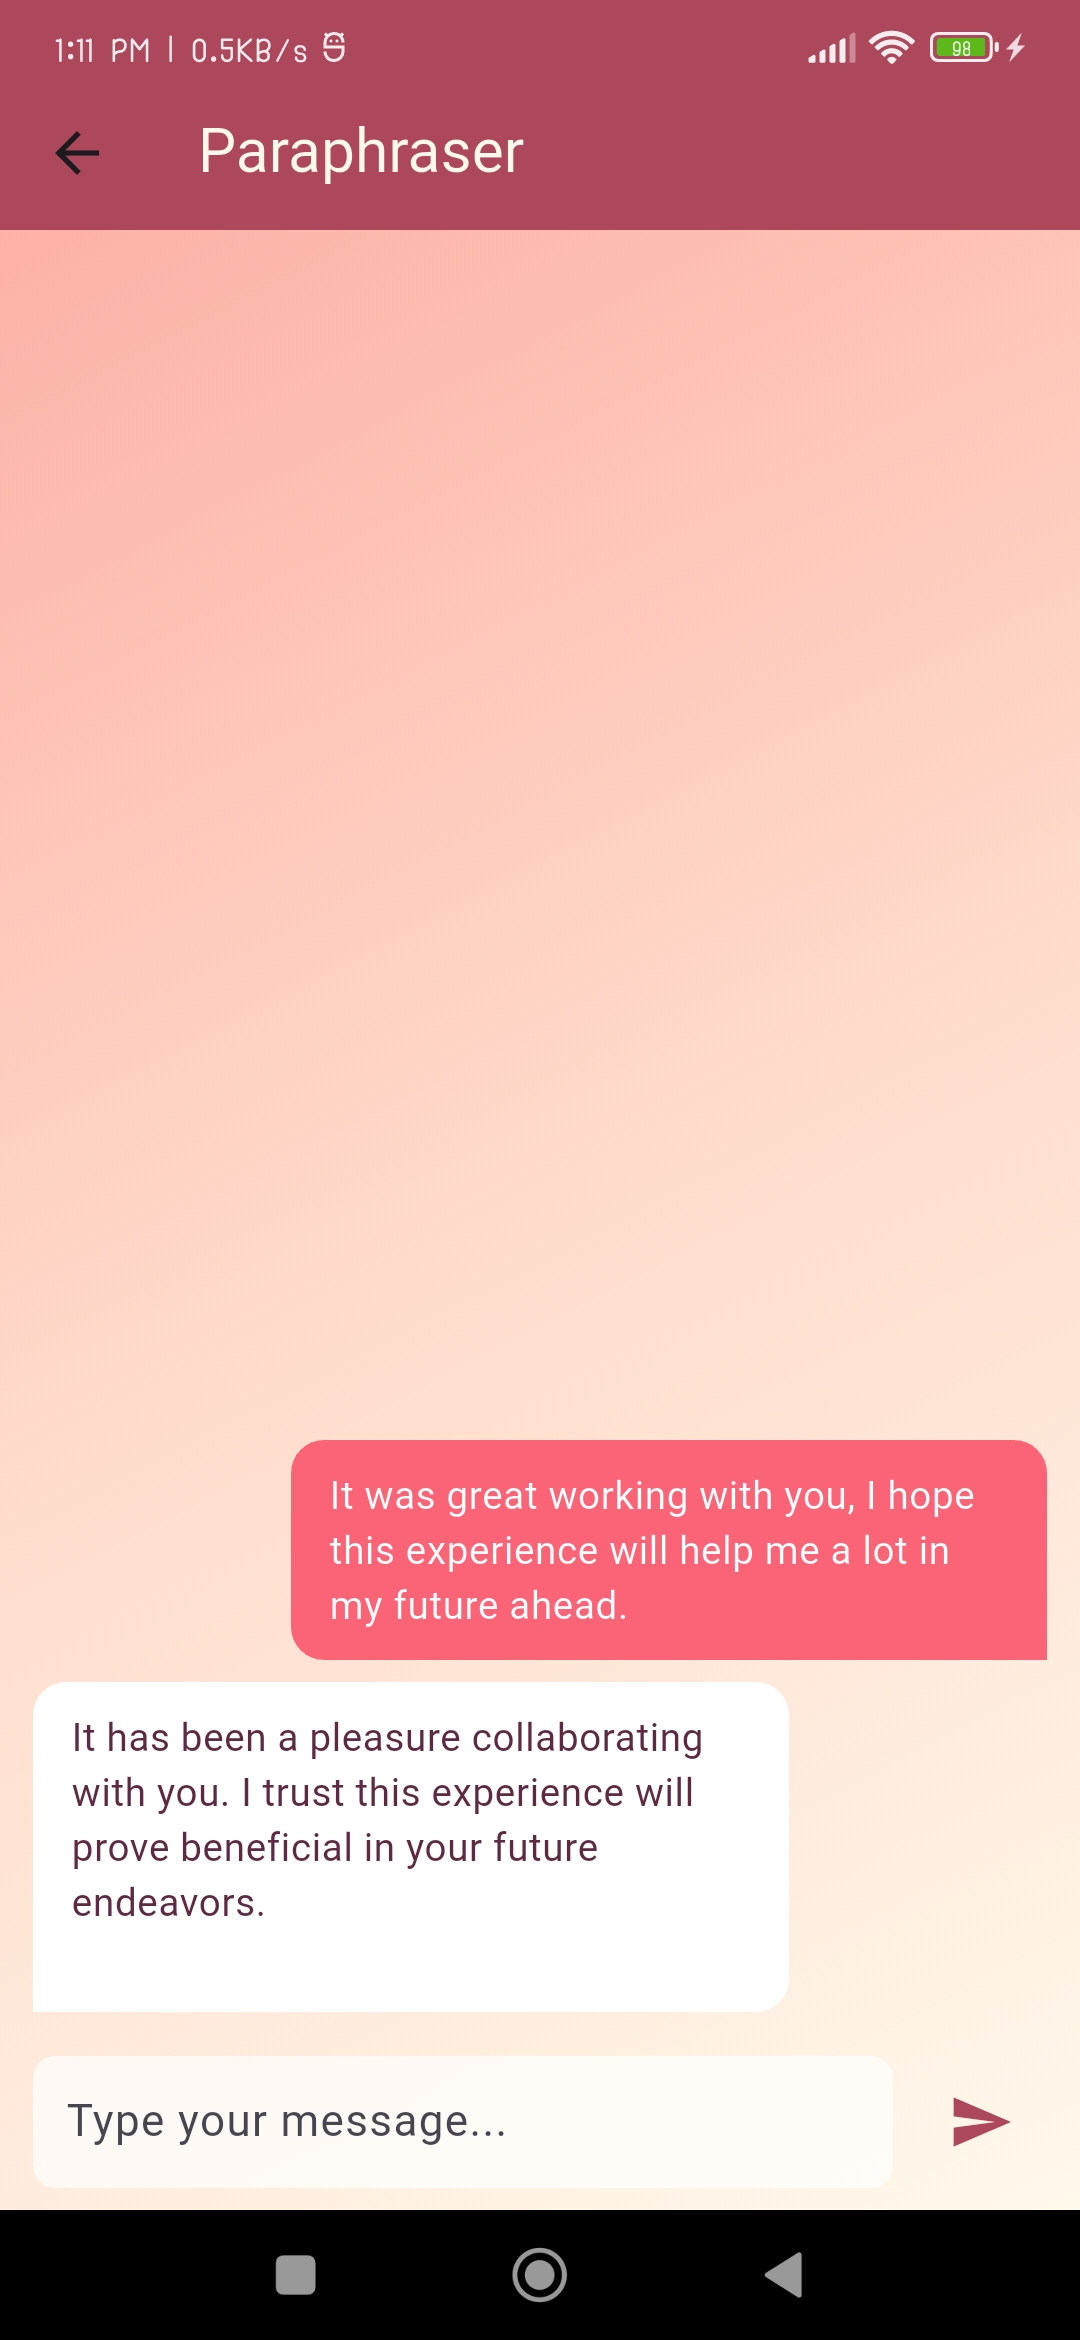 1:11 PM | 0.5KB/s
98
Paraphraser
It was great working with you, I hope
this experience will help me a lot in
my future ahead.
It has been a pleasure collaborating
with you. I trust this experience will
prove beneficial in your future
endeavors.
Type your message...